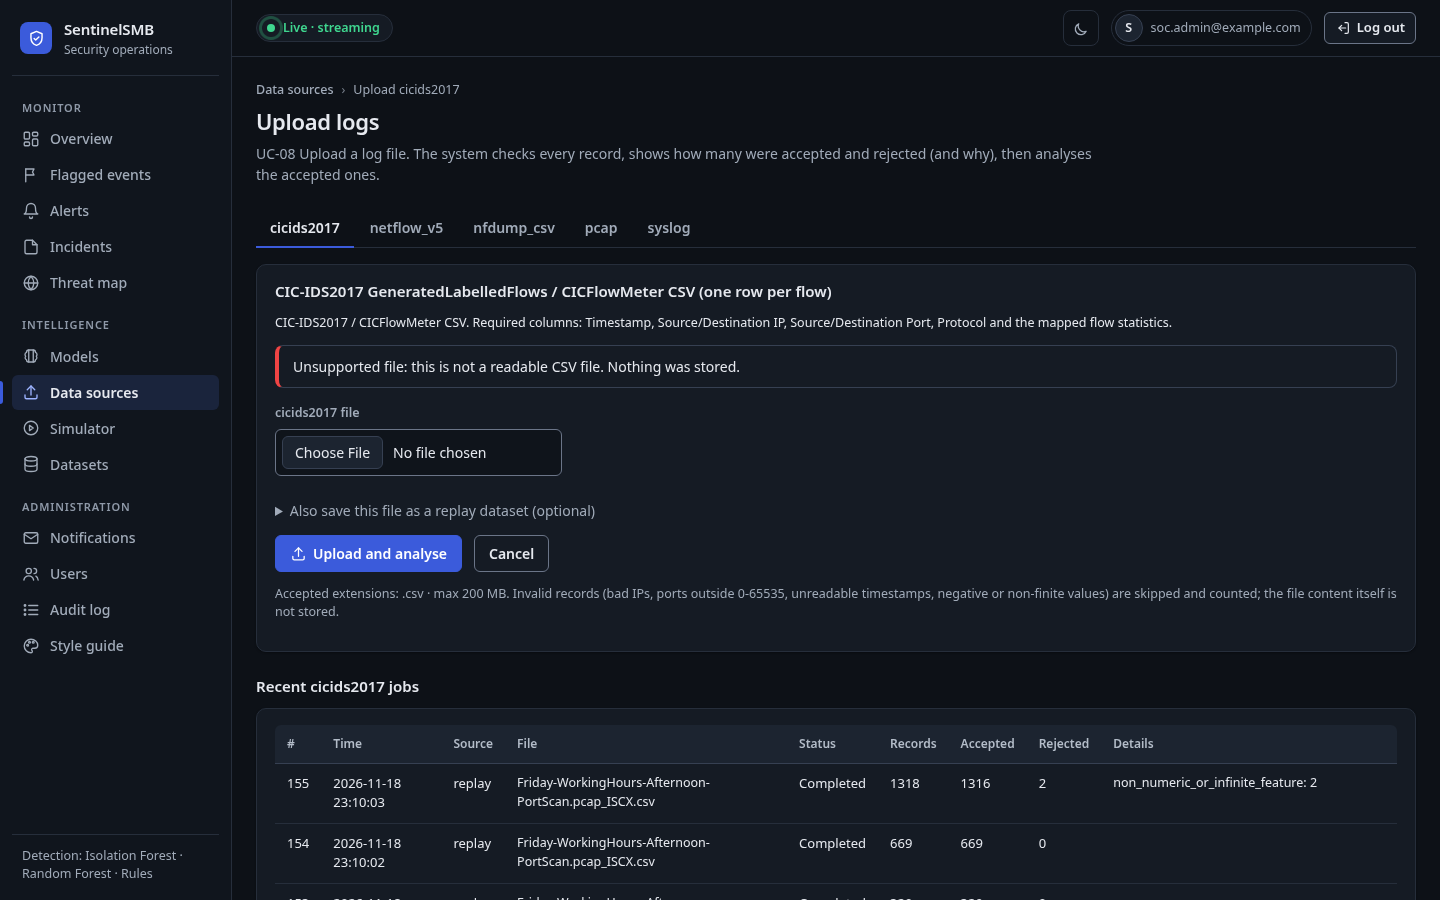 SentinelSMB
Security operations
MONITOR
Overview
Flagged events
Alerts
Incidents
Threat map
INTELLIGENCE
Models
Data sources
Simulator
Datasets
ADMINISTRATION
Notifications
Users
Audit log
Style guide
Detection: Isolation Forest ·
Random Forest · Rules
Live · streaming
S
soc.admin@example.com
Log out
Data sources › Upload cicids2017
Upload logs
UC-08 Upload a log file. The system checks every record, shows how many were accepted and rejected (and why), then analyses
the accepted ones.
cicids2017 netflow_v5 nfdump_csv pcap syslog
CIC-IDS2017 GeneratedLabelledFlows / CICFlowMeter CSV (one row per flow)
CIC-IDS2017 / CICFlowMeter CSV. Required columns: Timestamp, Source/Destination IP, Source/Destination Port, Protocol and the mapped flow statistics.
Unsupported file: this is not a readable CSV file. Nothing was stored.
cicids2017 file
Choose File No file chosen
Also save this file as a replay dataset (optional)
Upload and analyse Cancel
Accepted extensions: .csv · max 200 MB. Invalid records (bad IPs, ports outside 0-65535, unreadable timestamps, negative or non-finite values) are skipped and counted; the file content itself is
not stored.
Recent cicids2017 jobs
# Time Source File Status Records Accepted Rejected Details
155 2026-11-18 23:10:03 replay Friday-WorkingHours-Afternoon-PortScan.pcap_ISCX.csv Completed 1318 1316 2 non_numeric_or_infinite_feature: 2
154 2026-11-18 23:10:02 replay Friday-WorkingHours-Afternoon-PortScan.pcap_ISCX.csv Completed 669 669 0